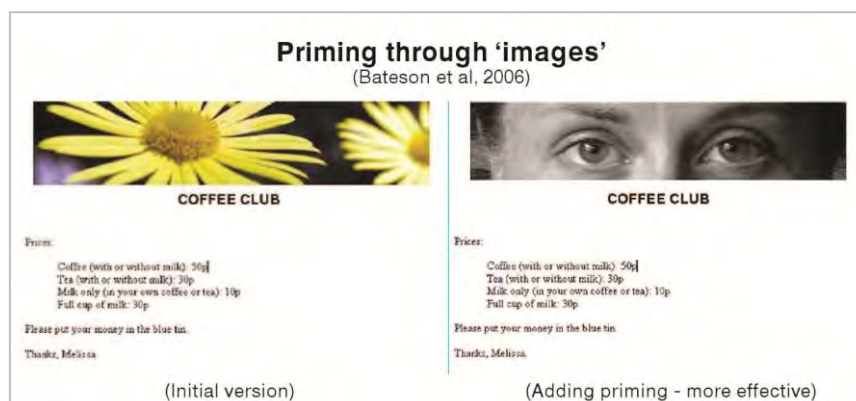 Priming through ‘images’
(Bateson et al, 2006)
COFFEE CLUB
Prices:
Coffee (with or without milk): 50p
Tea (with or without milk): 30p
Milk only (in your own coffee or tea): 10p
Full cup of milk: 30p
Please put your money in the blue tin.
Thanks, Melissa
(Initial version)
COFFEE CLUB
Prices:
Coffee (with or without milk): 50p
Tea (with or without milk): 30p
Milk only (in your own coffee or tea): 10p
Full cup of milk: 30p
Please put your money in the blue tin.
Thanks, Melissa
(Adding priming - more effective)